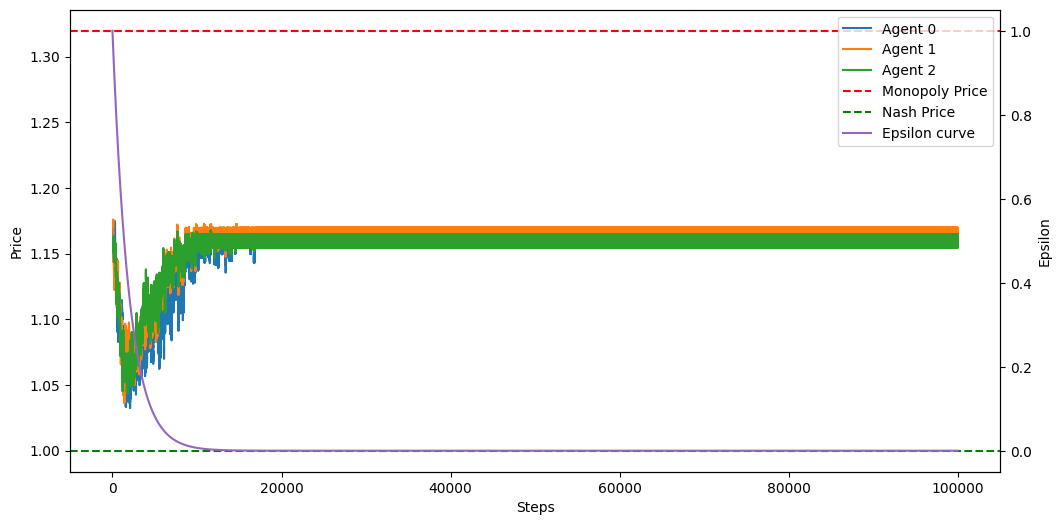 Price
1.30
1.25
1.20
1.15
1.10
1.05
1.00
0
20000
40000
60000
80000
100000
Steps
1.0
0.8
0.6
0.4
0.2
0.0
Epsilon
Agent 0
Agent 1
Agent 2
Monopoly Price
Nash Price
Epsilon curve